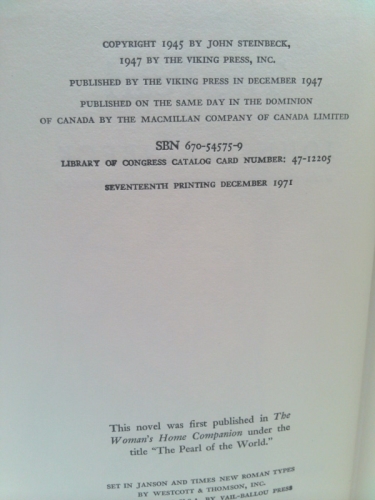 COPYRIGHT 1945 BY JOHN STEINBECK,
1947 BY THE VIKING PRESS, INC.
PUBLISHED BY THE VIKING PRESS IN DECEMBER 1947
PUBLISHED ON THE SAME DAY IN THE DOMINION
OF CANADA BY THE MACMILLAN COMPANY OF CANADA LIMITED
SBN 670-54575-9
LIBRARY OF CONGRESS CATALOG CARD NUMBER: 47-12205
SEVENTEENTH PRINTING DECEMBER 1971
This novel was first published in The
Woman's Home Companion under the
title "The Pearl of the World."
SET IN JANSON AND TIMES NEW ROMAN TYPES
BY WESTCOTT & THOMSON, INC.
BY VAIL-BALLOU PRESS